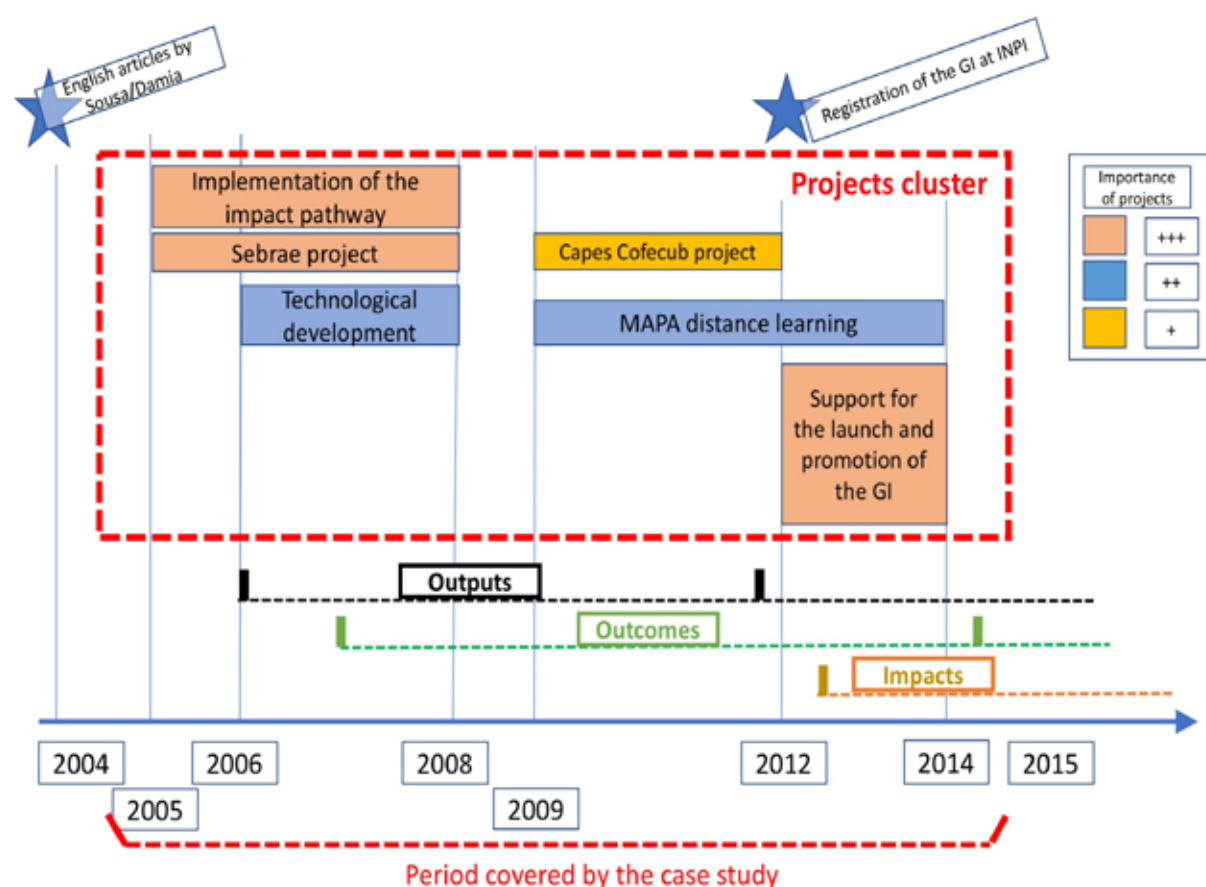 English articles by
Sousa/Damia
Registration of the GI at INPI
Projects cluster
Implementation of the
impact pathway
Sebrae project
Capes Cofecub project
Technological
development
MAPA distance learning
Support for
the launch and
promotion of
the GI
Importance
of projects
+++
++
+
Outputs
Outcomes
Impacts
2004
2006
2008
2012
2014
2015
2005
2009
Period covered by the case study